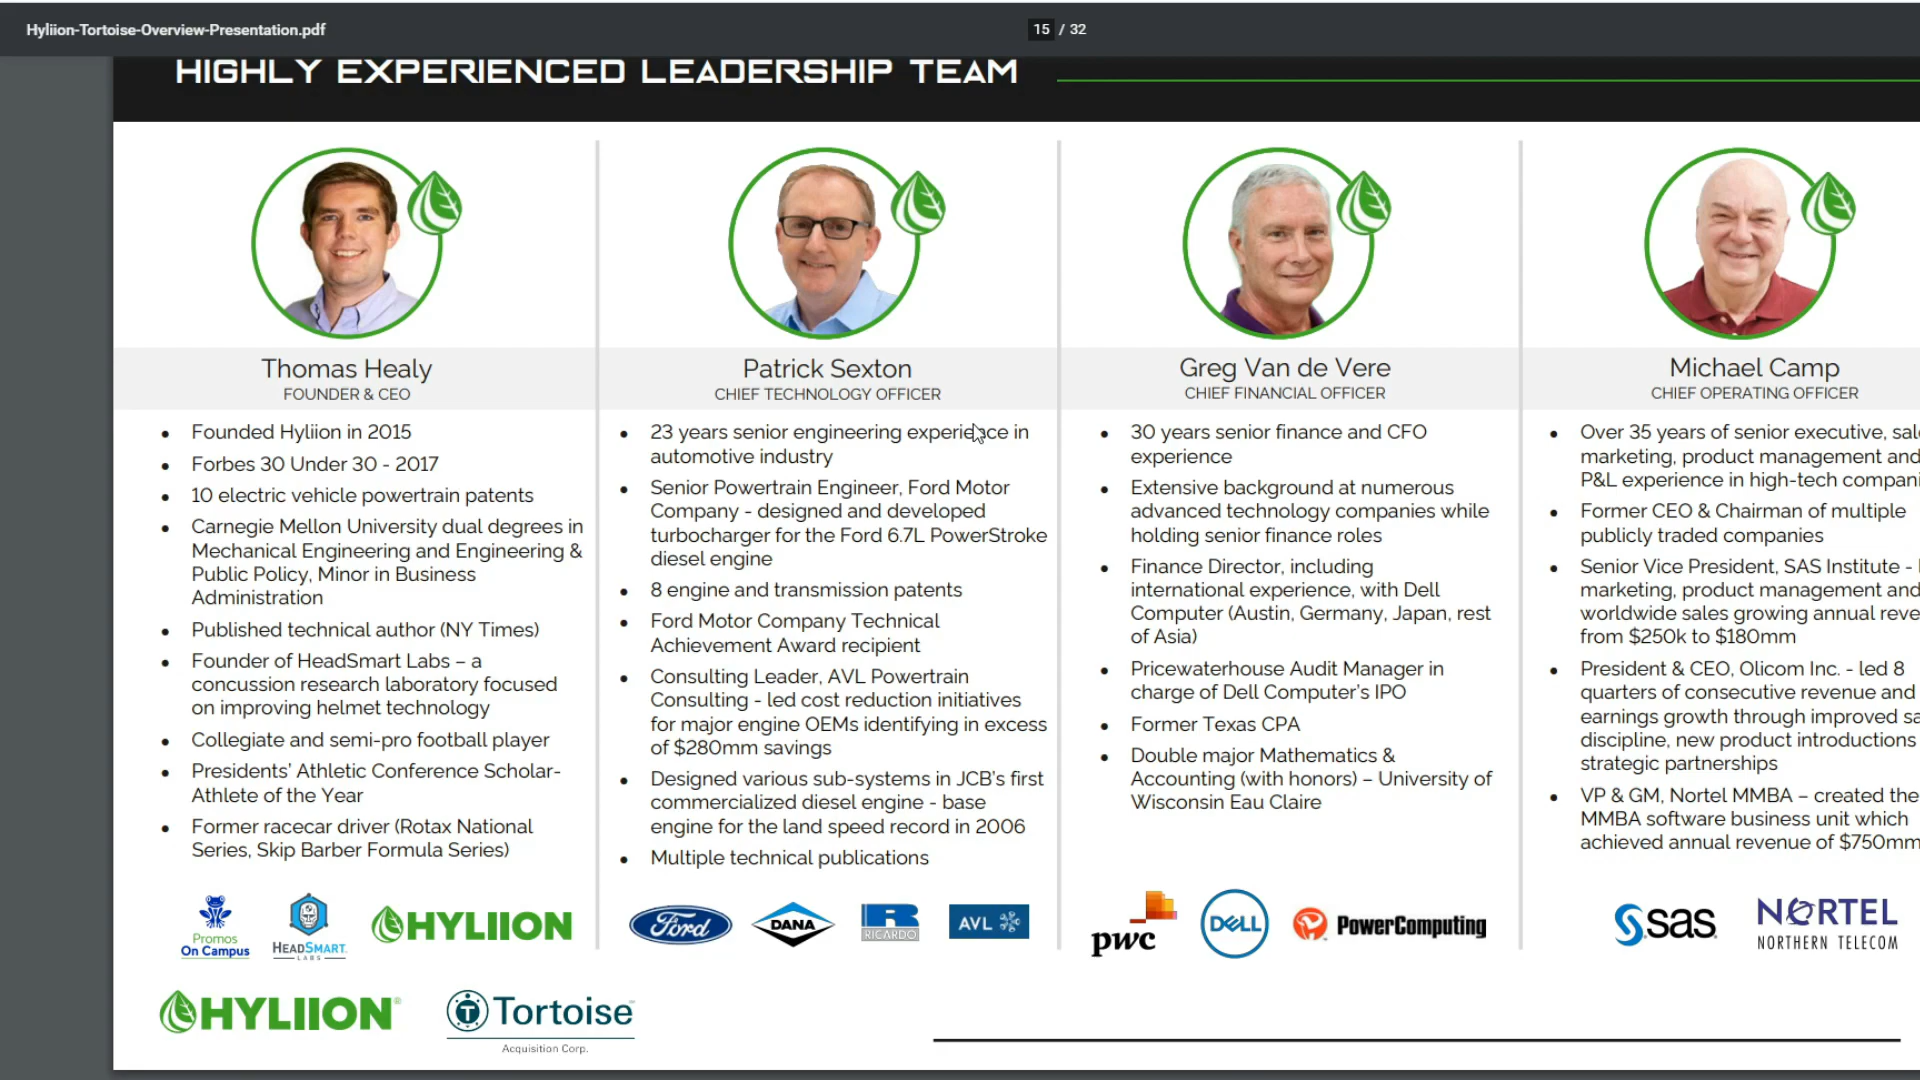 Hyliion-Tortoise-Overview-Presentation.pdf
15 / 32
HIGHLY EXPERIENCED LEADERSHIP TEAM
Thomas Healy
FOUNDER & CEO
• Founded Hyliion in 2015
• Forbes 30 Under 30 - 2017
• 10 electric vehicle powertrain patents
• Carnegie Mellon University dual degrees in
Mechanical Engineering and Engineering &
Public Policy, Minor in Business
Administration
• Published technical author (NY Times)
• Founder of HeadSmart Labs – a
concussion research laboratory focused
on improving helmet technology
• Collegiate and semi-pro football player
• Presidents' Athletic Conference Scholar-
Athlete of the Year
• Former racecar driver (Rotax National
Series, Skip Barber Formula Series)
Promos
On Campus
HEADSMART
LABS
HYLIION
Patrick Sexton
CHIEF TECHNOLOGY OFFICER
• 23 years senior engineering experience in
automotive industry
• Senior Powertrain Engineer, Ford Motor
Company - designed and developed
turbocharger for the Ford 6.7L PowerStroke
diesel engine
• 8 engine and transmission patents
• Ford Motor Company Technical
Achievement Award recipient
• Consulting Leader, AVL Powertrain
Consulting - led cost reduction initiatives
for major engine OEMs identifying in excess
of $280mm savings
• Designed various sub-systems in JCB's first
commercialized diesel engine - base
engine for the land speed record in 2006
• Multiple technical publications
Ford
DANA
R
RICARDO
AVL
Greg Van de Vere
CHIEF FINANCIAL OFFICER
• 30 years senior finance and CFO
experience
• Extensive background at numerous
advanced technology companies while
holding senior finance roles
• Finance Director, including
international experience, with Dell
Computer (Austin, Germany, Japan, rest
of Asia)
• Pricewaterhouse Audit Manager in
charge of Dell Computer's IPO
• Former Texas CPA
• Double major Mathematics &
Accounting (with honors) – University of
Wisconsin Eau Claire
pwc
DELL
PowerComputing
Michael Camp
CHIEF OPERATING OFFICER
• Over 35 years of senior executive,
marketing, product management and
P&L experience in high-tech
• Former CEO & Chairman of multiple
publicly traded companies
• Senior Vice President, SAS Institute -
marketing, product management and
worldwide sales growing annual
from $250k to $180mm
• President & CEO, Olicom Inc. - led 8
quarters of consecutive revenue and
earnings growth through improved
discipline, new product introductions
strategic partnerships
• VP & GM, Nortel MMBA – created the
MMBA software business unit which
achieved annual revenue of $750mm
sas
NORTEL
NORTHERN TELECOM
HYLIION
Tortoise
Acquisition Corp.